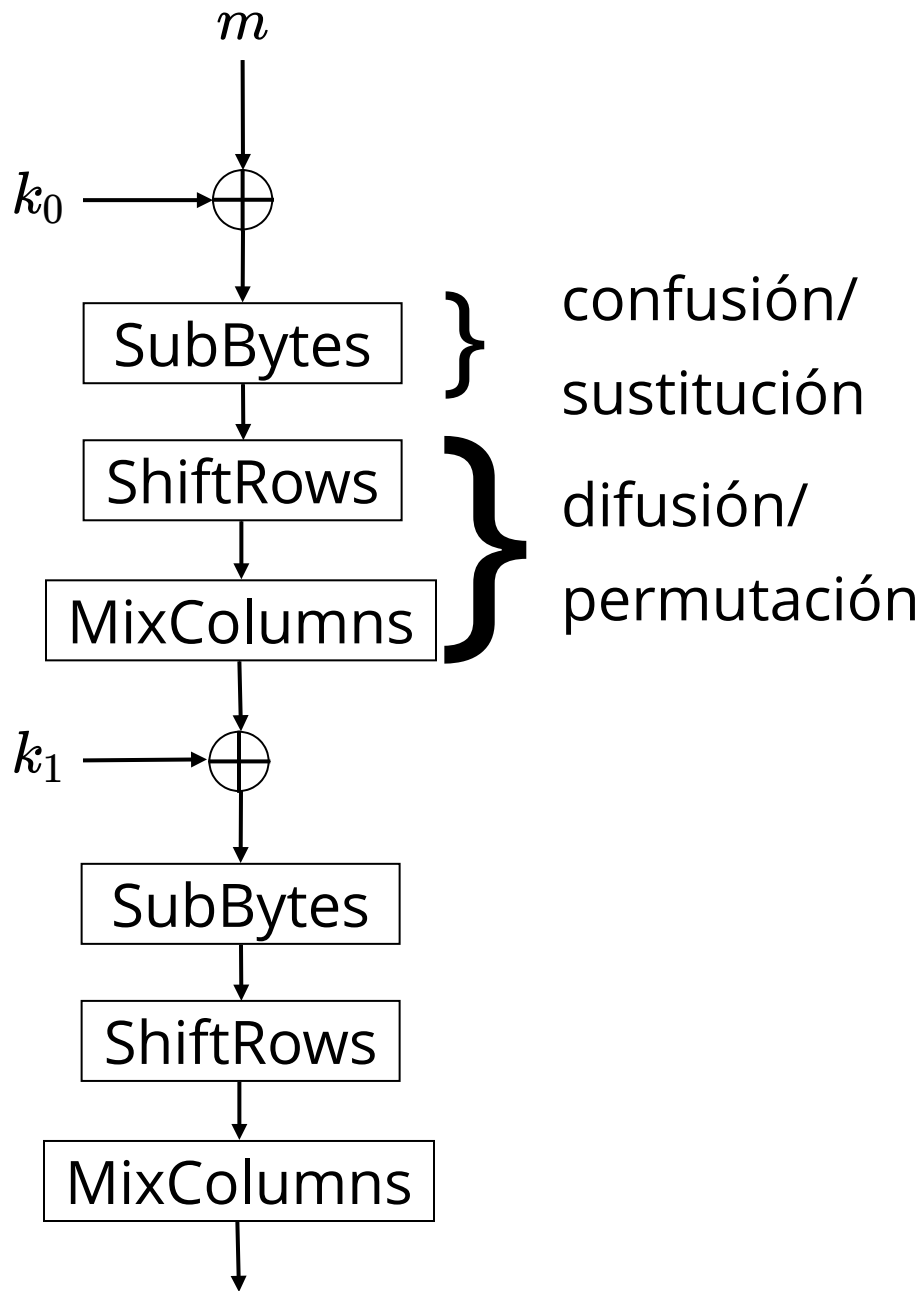 m
k₀
SubBytes
confusión/
sustitución
ShiftRows
difusión/
permutación
MixColumns
k₁
SubBytes
ShiftRows
MixColumns